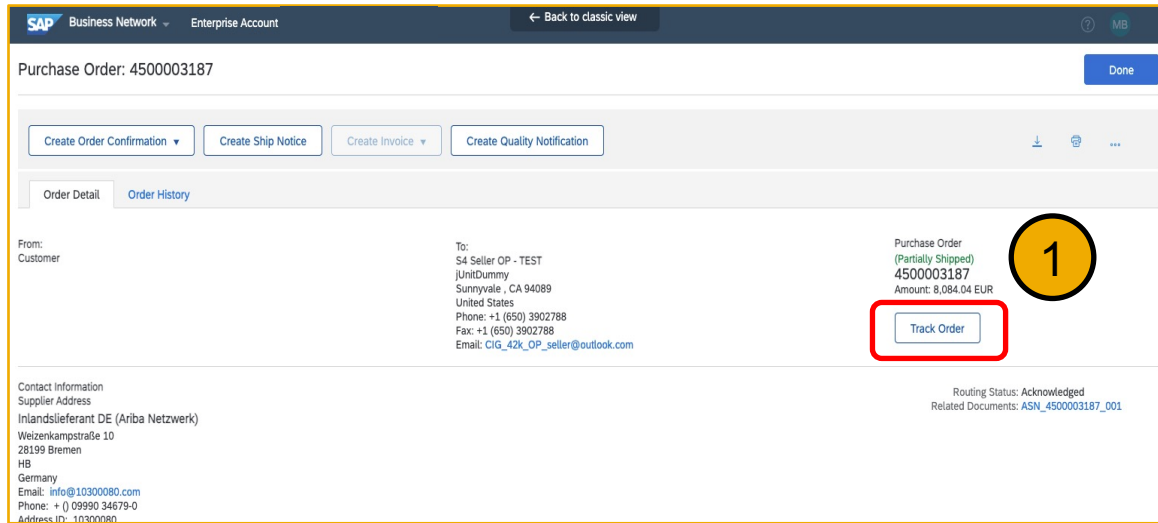 SAP Business Network Enterprise Account ← Back to classic view ? MB
Purchase Order: 4500003187 Done
Create Order Confirmation ▾ Create Ship Notice Create Invoice ▾ Create Quality Notification ...
Order Detail Order History
From:
Customer
To:
S4 Seller OP - TEST
jUnitDummy
Sunnyvale , CA 94089
United States
Phone: +1 (650) 3902788
Fax: +1 (650) 3902788
Email: CIG_42k_OP_seller@outlook.com
Purchase Order
(Partially Shipped)
4500003187
Amount: 8,084.04 EUR
1
Track Order
Contact Information
Supplier Address
Inlandslieferant DE (Ariba Netzwerk)
Weizenkampstraße 10
28199 Bremen
HB
Germany
Email: info@10300080.com
Phone: + () 09990 34679-0
Address ID: 10300080
Routing Status: Acknowledged
Related Documents: ASN_4500003187_001